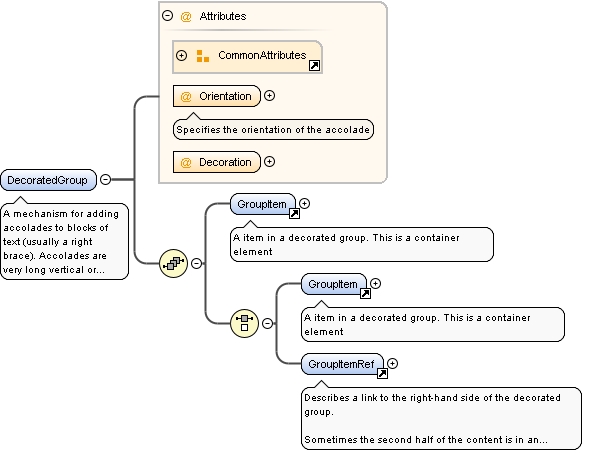 @ Attributes
CommonAttributes
@ Orientation
Specifies the orientation of the accolade
@ Decoration
DecoratedGroup
A mechanism for adding
accolades to blocks of
text (usually a right
brace). Accolades are
very long vertical or...
GroupItem
A item in a decorated group. This is a container
element
GroupItem
A item in a decorated group. This is a container
element
GroupItemRef
Describes a link to the right-hand side of the decorated
group.
Sometimes the second half of the content is in an...